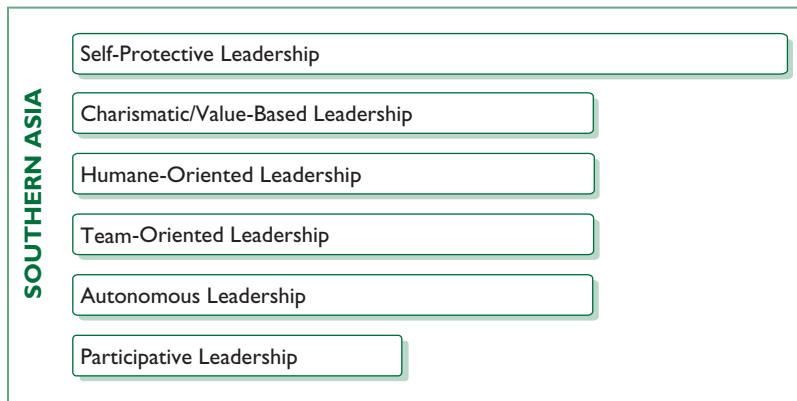 SOUTHERN ASIA
Self-Protective Leadership
Charismatic/Value-Based Leadership
Humane-Oriented Leadership
Team-Oriented Leadership
Autonomous Leadership
Participative Leadership